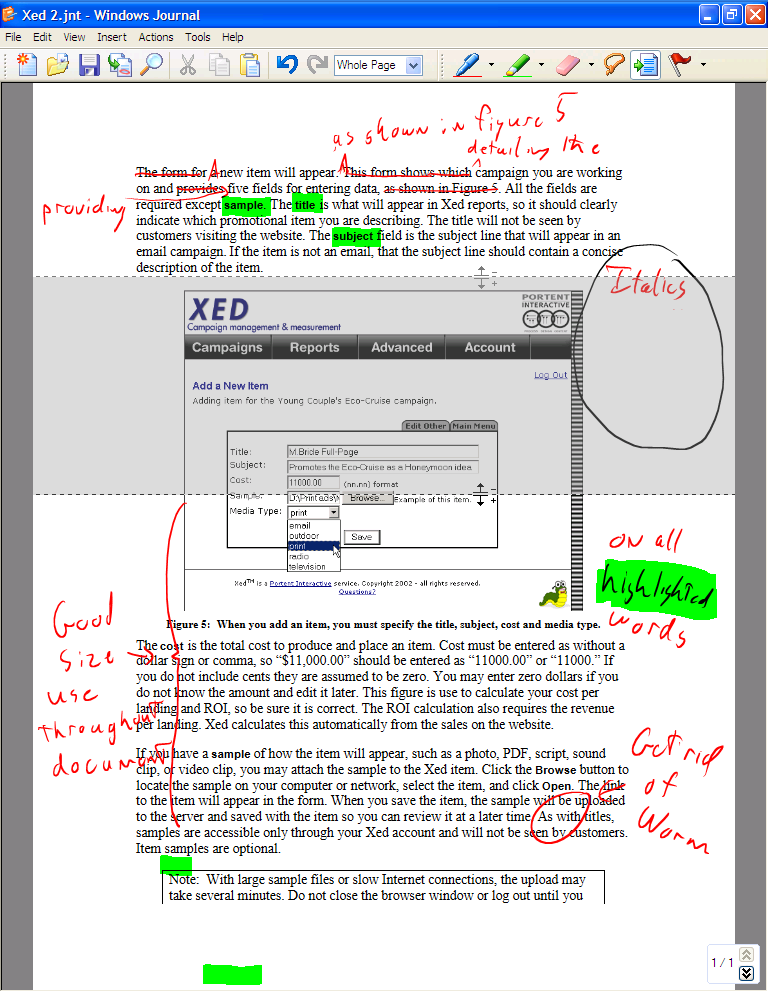 Xed 2.jnt - Windows Journal
File Edit View Insert Actions Tools Help
Whole Page
as shown in figure 5
detailing the
The form for A new item will appear. A This form shows which campaign you are working
on and provides five fields for entering data, as shown in Figure 5. All the fields are
providing
required except sample. The title is what will appear in Xed reports, so it should clearly
indicate which promotional item you are describing. The title will not be seen by
customers visiting the website. The subject field is the subject line that will appear in an
email campaign. If the item is not an email, that the subject line should contain a concise
description of the item.
Italics
XED
Campaign management & measurement
PORTENT
INTERACTIVE
Campaigns Reports Advanced Account
Log Out
Add a New Item
Adding item for the Young Couple's Eco-Cruise campaign.
Edit Other Main Menu
Title: M.Bride Full-Page
Subject: Promotes the Eco-Cruise as a Honeymoon idea
Cost: 11000.00 (nn.nn) format
Sample: Browse... Example of this item.
Media Type: print
email
outdoor
print
radio
television
Save
Xed™ is a Portent Interactive service. Copyright 2002 - all rights reserved.
Questions?
on all
highlighted
words
Figure 5: When you add an item, you must specify the title, subject, cost and media type.
Good
size
use
throughout
document
The cost is the total cost to produce and place an item. Cost must be entered as without a
dollar sign or comma, so “$11,000.00” should be entered as “11000.00” or “11000.” If
you do not include cents they are assumed to be zero. You may enter zero dollars if you
do not know the amount and edit it later. This figure is use to calculate your cost per
landing and ROI, so be sure it is correct. The ROI calculation also requires the revenue
per landing. Xed calculates this automatically from the sales on the website.
Get rid
of
Worm
If you have a sample of how the item will appear, such as a photo, PDF, script, sound
clip, or video clip, you may attach the sample to the Xed item. Click the Browse button to
locate the sample on your computer or network, select the item, and click Open. The link
to the item will appear in the form. When you save the item, the sample will be uploaded
to the server and saved with the item so you can review it at a later time. As with titles,
samples are accessible only through your Xed account and will not be seen by customers.
Item samples are optional.
Note: With large sample files or slow Internet connections, the upload may
take several minutes. Do not close the browser window or log out until you
1 / 1